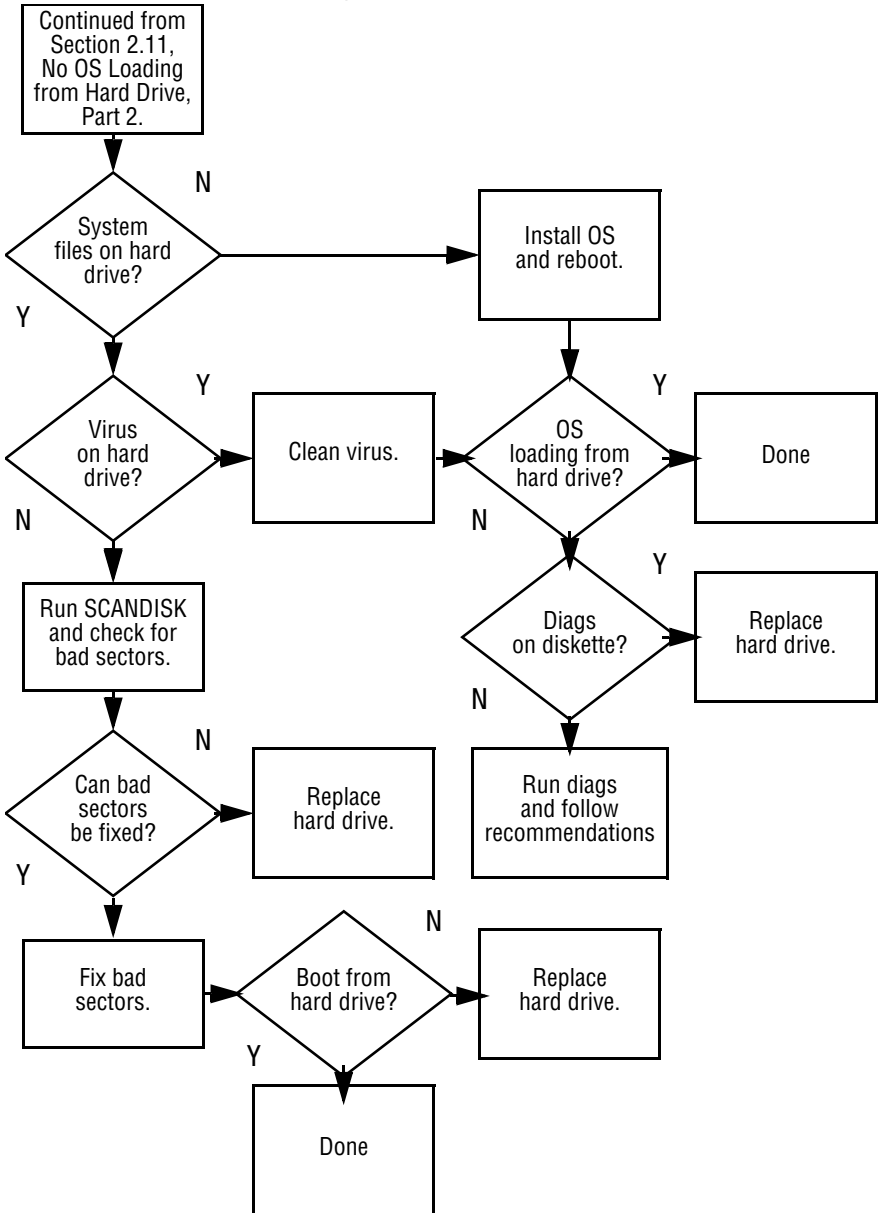 Continued from
Section 2.11,
No OS Loading
from Hard Drive,
Part 2.
N
System
files on hard
drive?
Install OS
and reboot.
Y
Y
Virus
on hard
drive?
Clean virus.
Y
OS
loading from
hard drive?
Done
N
N
Run SCANDISK
and check for
bad sectors.
Y
Diags
on diskette?
Replace
hard drive.
N
N
Can bad
sectors
be fixed?
Replace
hard drive.
Run diags
and follow
recommendations
Y
N
Fix bad
sectors.
Boot from
hard drive?
Replace
hard drive.
Y
Done